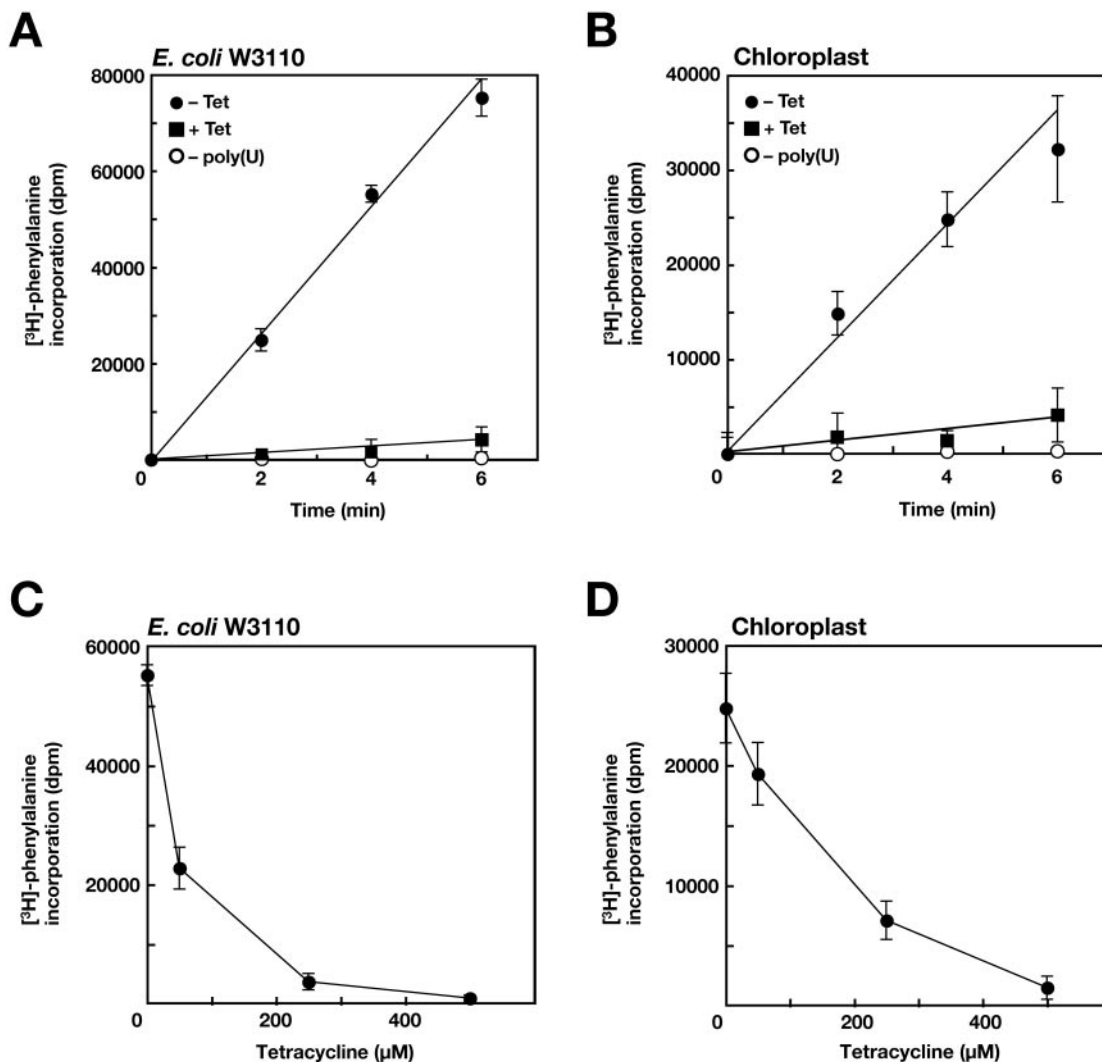 A
E. coli W3110
80000
60000
40000
20000
0
2
4
6
– Tet
+ Tet
– poly(U)
[³H]-phenylalanine
incorporation (dpm)
Time (min)
B
Chloroplast
40000
30000
20000
10000
0
2
4
6
– Tet
+ Tet
– poly(U)
[³H]-phenylalanine
incorporation (dpm)
Time (min)
C
E. coli W3110
60000
40000
20000
0
200
400
[³H]-phenylalanine
incorporation (dpm)
Tetracycline (µM)
D
Chloroplast
30000
20000
10000
0
200
400
[³H]-phenylalanine
incorporation (dpm)
Tetracycline (µM)